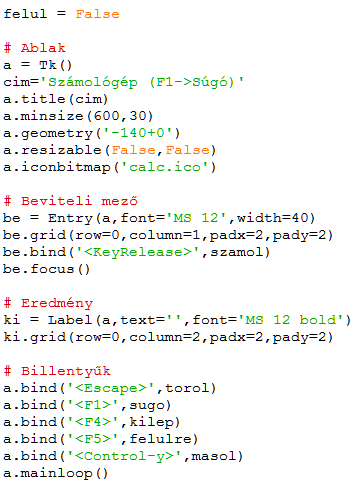 felul = False
# Ablak
a = Tk()
cim='Számológép (F1->Súgó)'
a.title(cim)
a.minsize(600,30)
a.geometry('-140+0')
a.resizable(False,False)
a.iconbitmap('calc.ico')
# Beviteli mező
be = Entry(a,font='MS 12',width=40)
be.grid(row=0,column=1,padx=2,pady=2)
be.bind('<KeyRelease>',szamol)
be.focus()
# Eredmény
ki = Label(a,text='',font='MS 12 bold')
ki.grid(row=0,column=2,padx=2,pady=2)
# Billentyűk
a.bind('<Escape>',torol)
a.bind('<F1>',sugo)
a.bind('<F4>',kilep)
a.bind('<F5>',felulre)
a.bind('<Control-y>',masol)
a.mainloop()